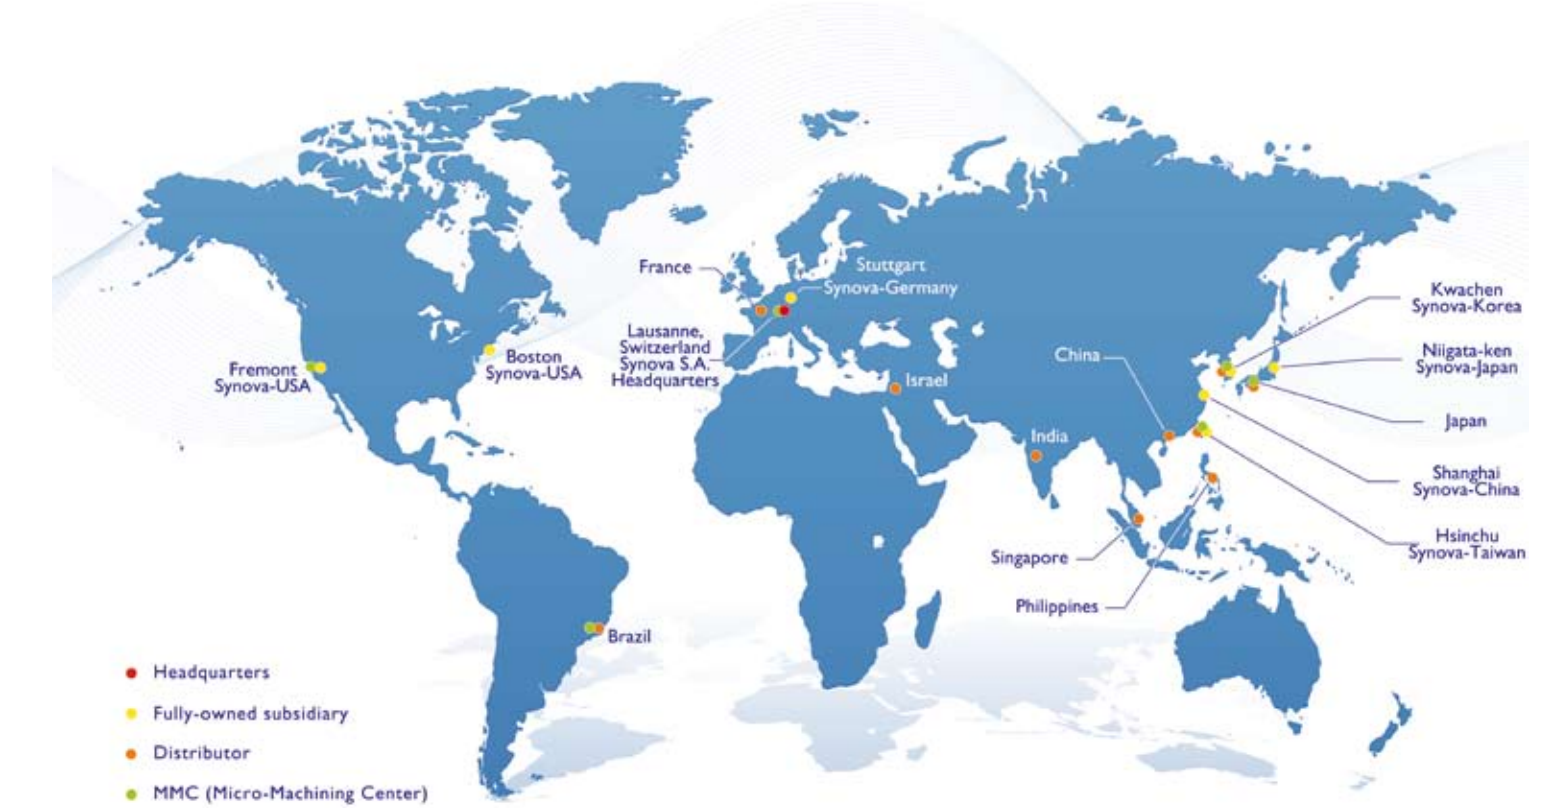 France
Stuttgart
Synova-Germany
Lausanne,
Switzerland
Synova S.A.
Headquarters
Fremont
Synova-USA
Boston
Synova-USA
Israel
China
India
Kwachen
Synova-Korea
Niigata-ken
Synova-Japan
Japan
Shanghai
Synova-China
Hsinchu
Synova-Taiwan
Singapore
Philippines
Brazil
Headquarters
Fully-owned subsidiary
Distributor
MMC (Micro-Machining Center)